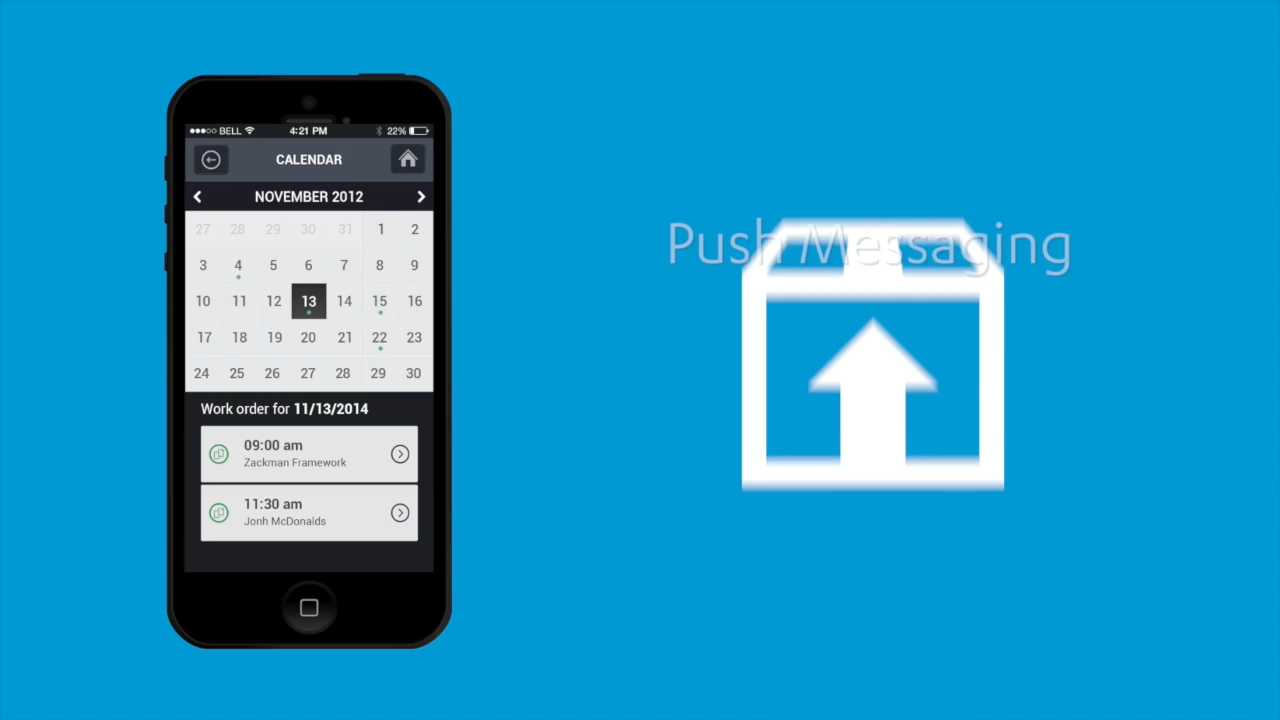 BELL 4:21 PM 22%
CALENDAR
NOVEMBER 2012
27 28 29 30 31 1 2
3 4 5 6 7 8 9
10 11 12 13 14 15 16
17 18 19 20 21 22 23
24 25 26 27 28 29 30
Work order for 11/13/2014
09:00 am
Zackman Framework
11:30 am
Jonh McDonalds
Push Messaging